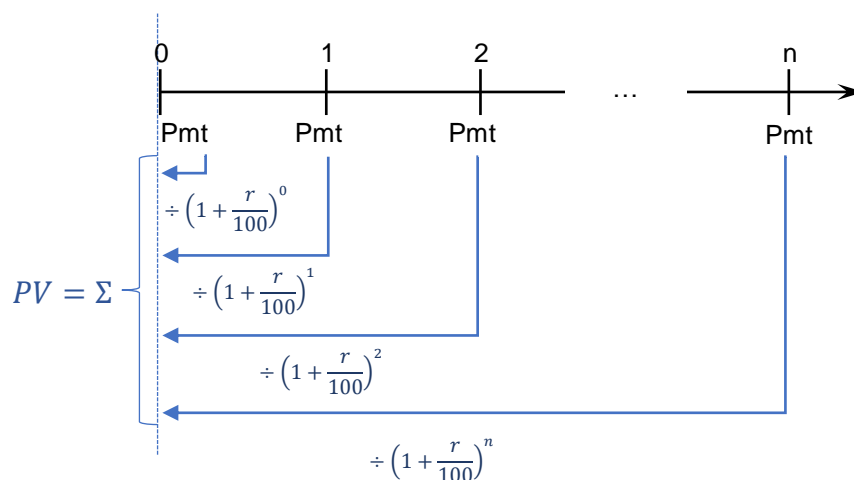 0 1 2 n
...
Pmt Pmt Pmt Pmt
÷ (1 + r/100)^0
÷ (1 + r/100)^1
PV = Σ
÷ (1 + r/100)^2
÷ (1 + r/100)^n